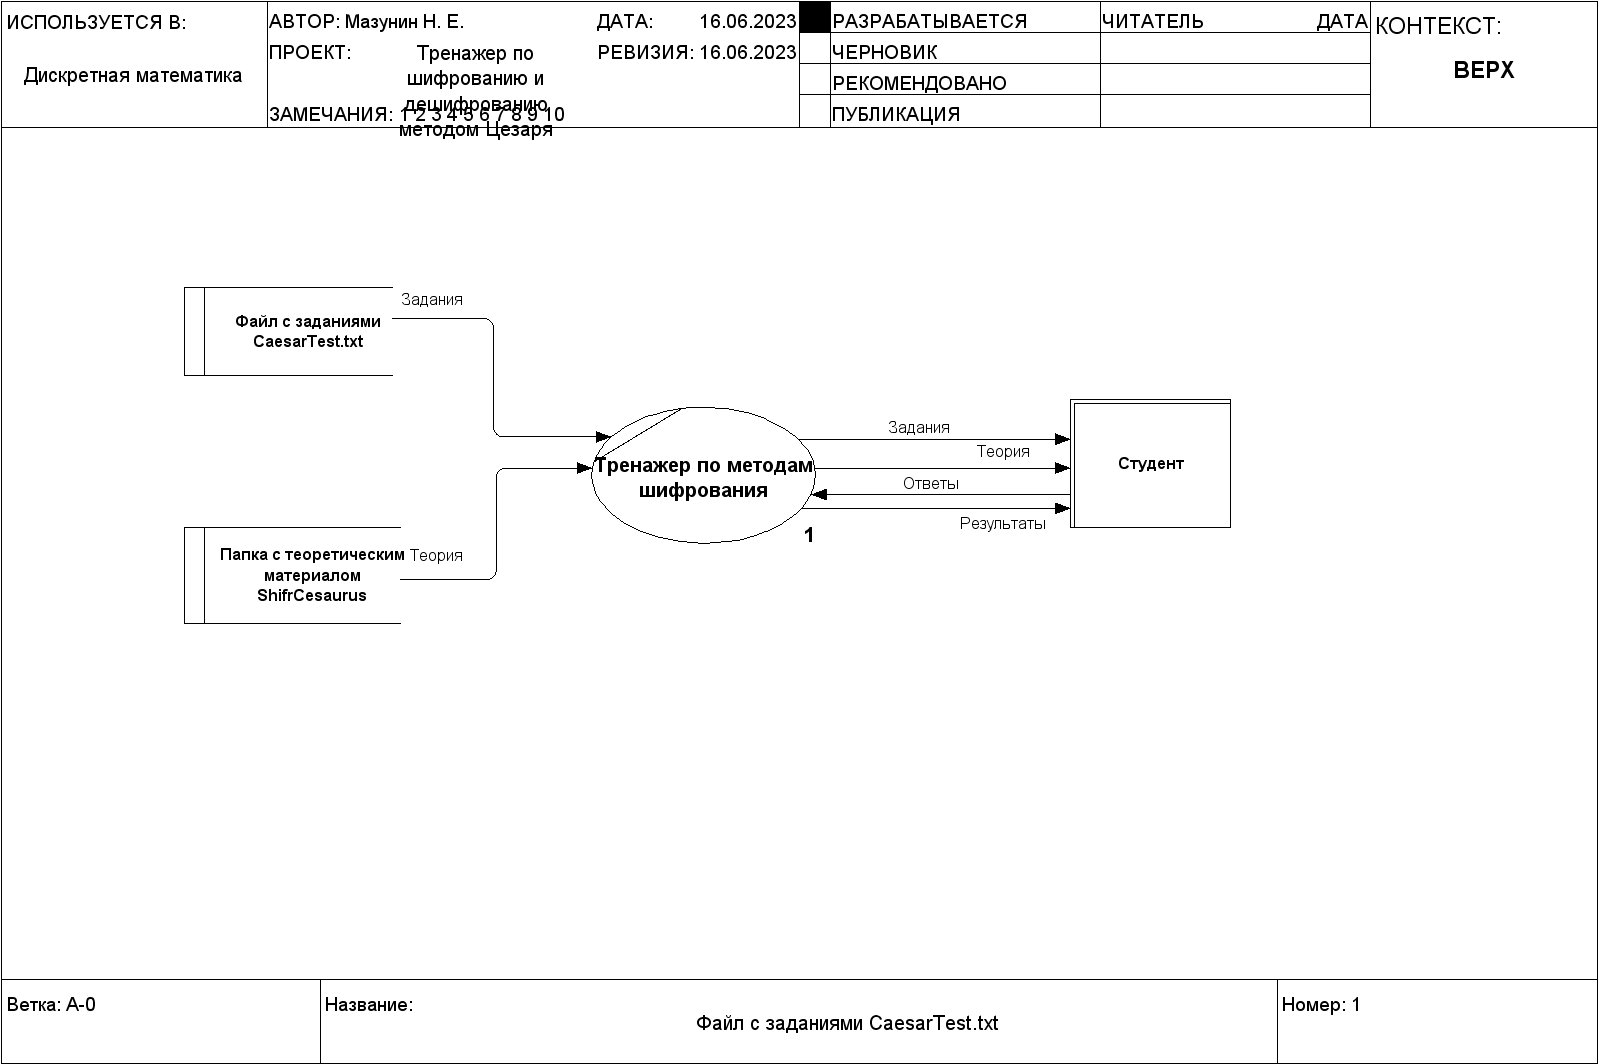 ИСПОЛЬЗУЕТСЯ В:
Дискретная математика
АВТОР: Мазунин Н. Е.
ДАТА: 16.06.2023
ПРОЕКТ:
Тренажер по
шифрованию и
дешифрованию
методом Цезаря
РЕВИЗИЯ: 16.06.2023
ЗАМЕЧАНИЯ: 1 2 3 4 5 6 7 8 9 10
РАЗРАБАТЫВАЕТСЯ
ЧЕРНОВИК
РЕКОМЕНДОВАНО
ПУБЛИКАЦИЯ
ЧИТАТЕЛЬ ДАТА
КОНТЕКСТ:
ВЕРХ
Файл с заданиями
CaesarTest.txt
Задания
Папка с теоретическим
материалом
ShifrCesaurus
Теория
Тренажер по методам
шифрования
1
Задания
Теория
Ответы
Результаты
Студент
Ветка: A-0
Название:
Файл с заданиями CaesarTest.txt
Номер: 1